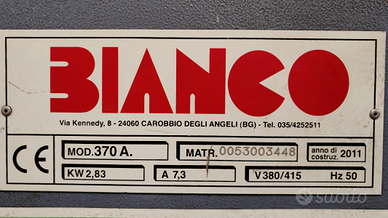 BIANCO
Via Kennedy, 8 - 24060 CAROBBIO DEGLI ANGELI (BG) - Tel. 035/4252511
CE MOD. 370 A. MATR. 0053003448 anno di costruz. 2011
KW 2,83 A 7,3 V 380/415 Hz 50
subito